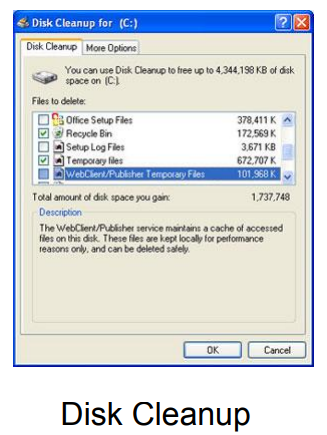 Disk Cleanup for (C:)
Disk Cleanup More Options
You can use Disk Cleanup to free up to 4,344,198 KB of disk
space on (C:).
Files to delete:
Office Setup Files 378,411 K
Recycle Bin 172,569 K
Setup Log Files 3,671 KB
Temporary files 672,707 K
WebClient/Publisher Temporary Files 101,968 K
Total amount of disk space you gain: 1,737,748
Description
The WebClient/Publisher service maintains a cache of accessed
files on this disk. These files are kept locally for performance
reasons only, and can be deleted safely.
OK Cancel
Disk Cleanup